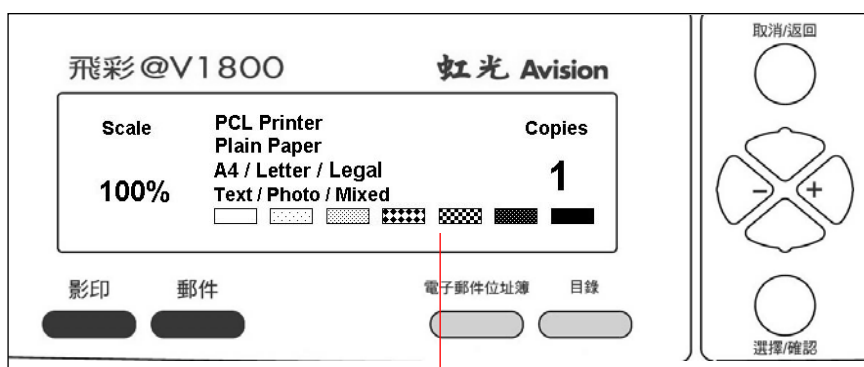 飛彩@V1800
虹光 Avision
取消/返回
Scale
100%
PCL Printer
Plain Paper
A4 / Letter / Legal
Text / Photo / Mixed
Copies
1
-
+
影印
郵件
電子郵件位址簿
目錄
選擇/確認